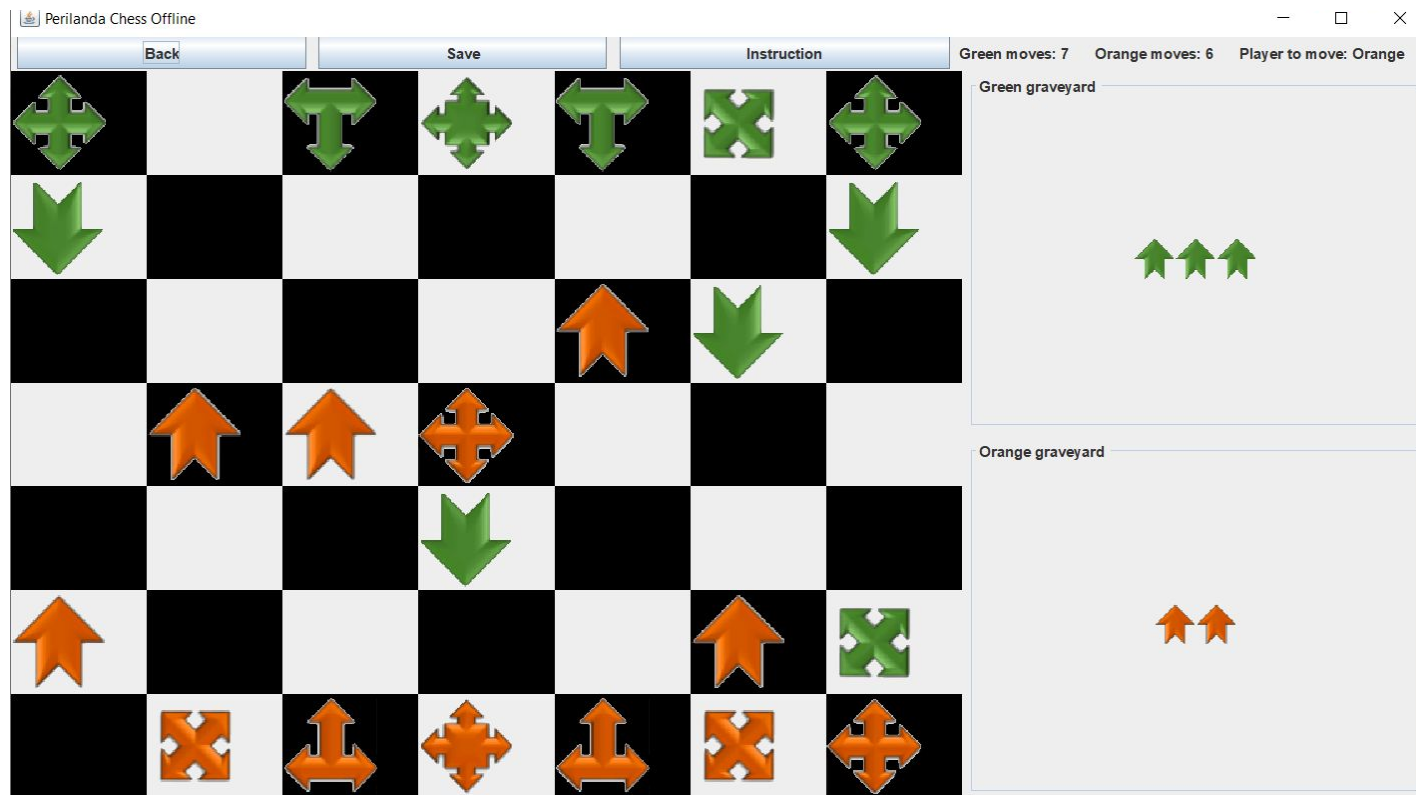 Perilanda Chess Offline
Back Save Instruction Green moves: 7 Orange moves: 6 Player to move: Orange
Green graveyard
Orange graveyard